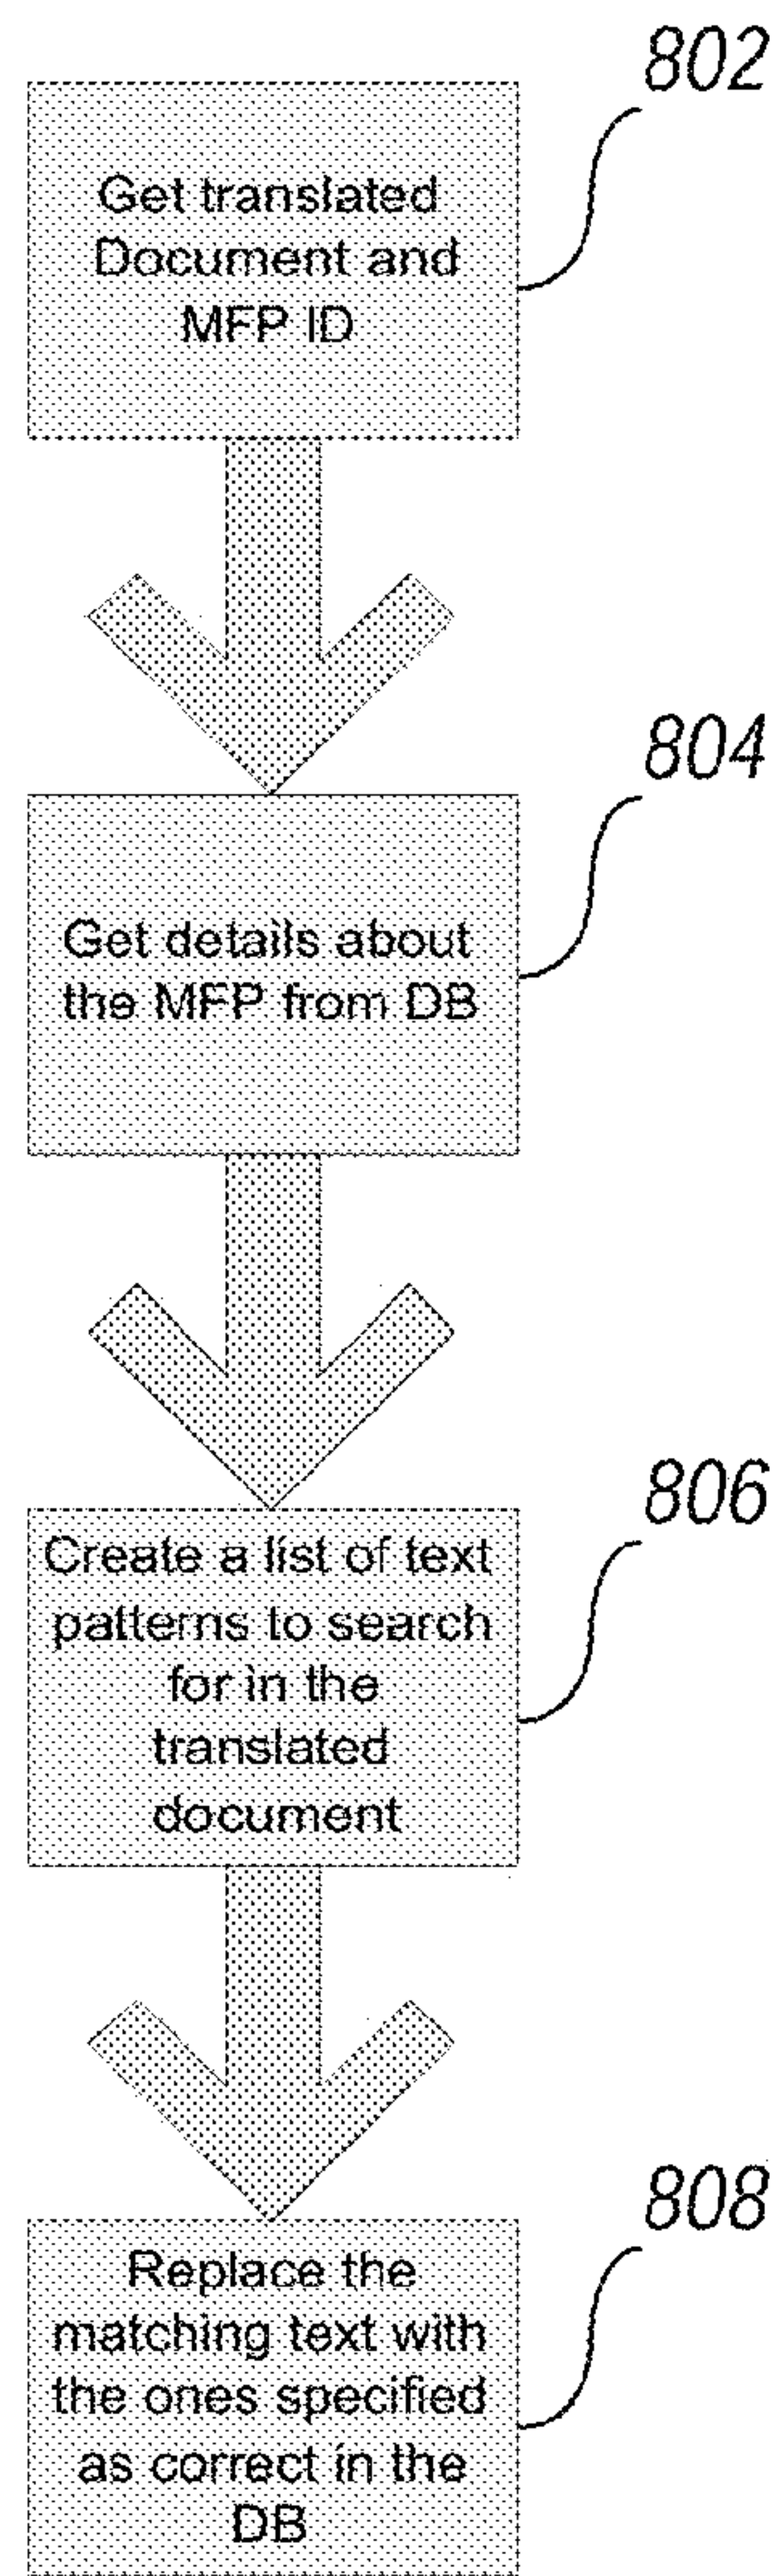 802
Get translated
Document and
MFP ID
804
Get details about
the MFP from DB
806
Create a list of text
patterns to search
for in the
translated
document
808
Replace the
matching text with
the ones specified
as correct in the
DB